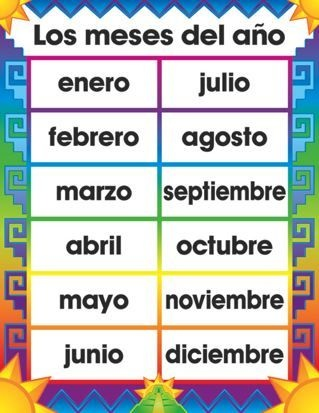 Los meses del año
enero
julio
febrero
agosto
marzo
septiembre
abril
octubre
mayo
noviembre
junio
diciembre